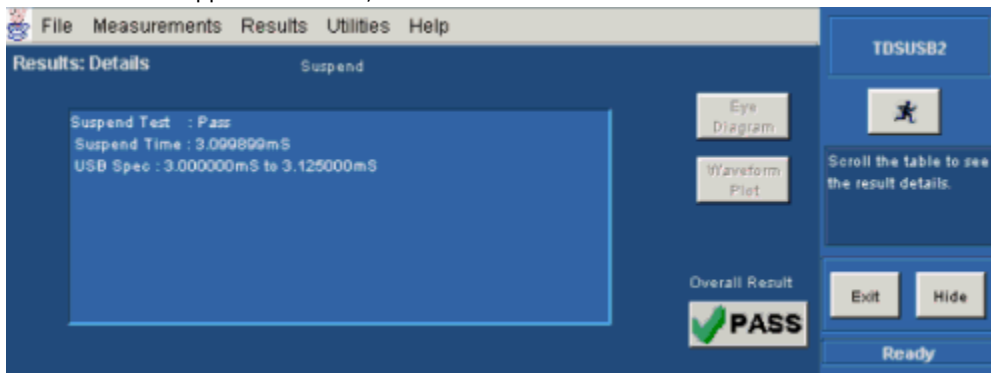 File Measurements Results Utilities Help
Results: Details
Suspend
Suspend Test : Pass
Suspend Time : 3.099899mS
USB Spec : 3.000000mS to 3.125000mS
Eye
Diagram
Waveform
Plot
Overall Result
PASS
TDSUSB2
Scroll the table to see
the result details.
Exit
Hide
Ready